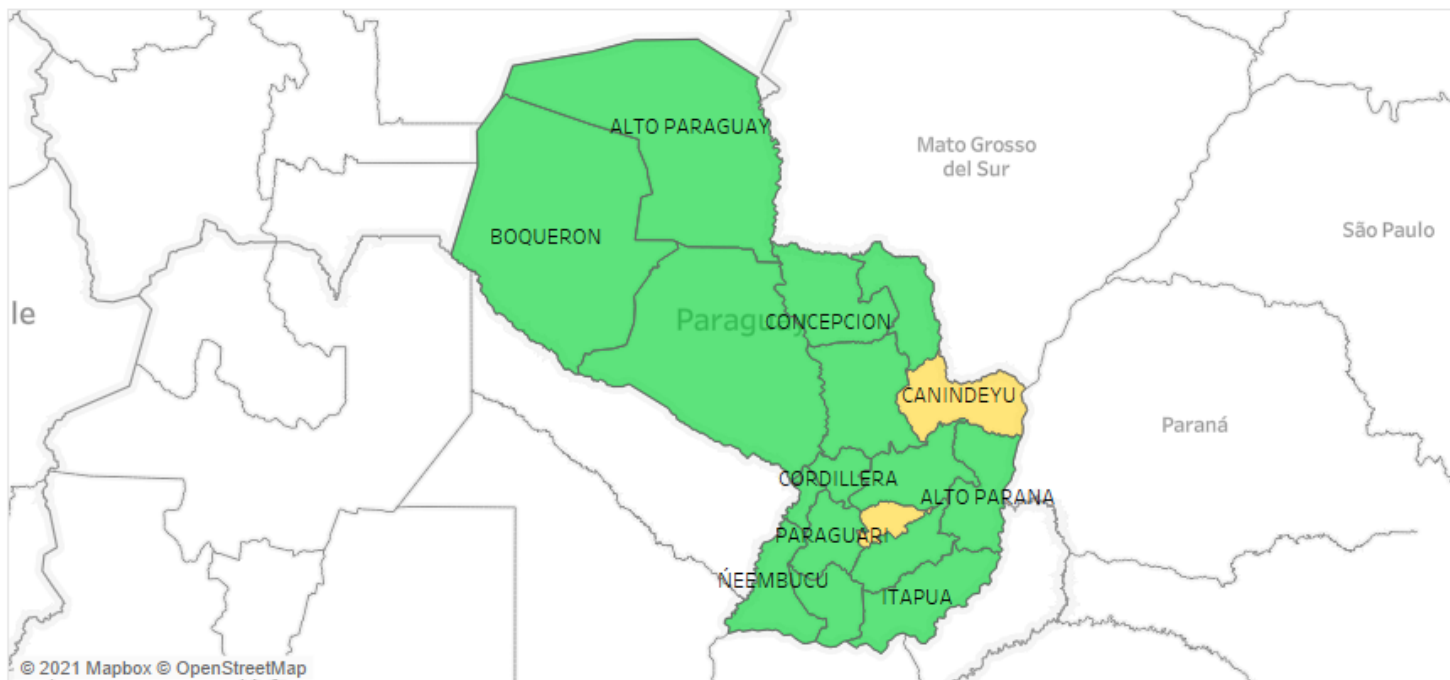 ALTO PARAGUAY
Mato Grosso
del Sur
BOQUERON
São Paulo
le
Paraguay
CONCEPCION
CANINDEYU
Paraná
CORDILLERA
ALTO PARANA
PARAGUARI
ŃEEMBUCU
ITAPUA
© 2021 Mapbox © OpenStreetMap